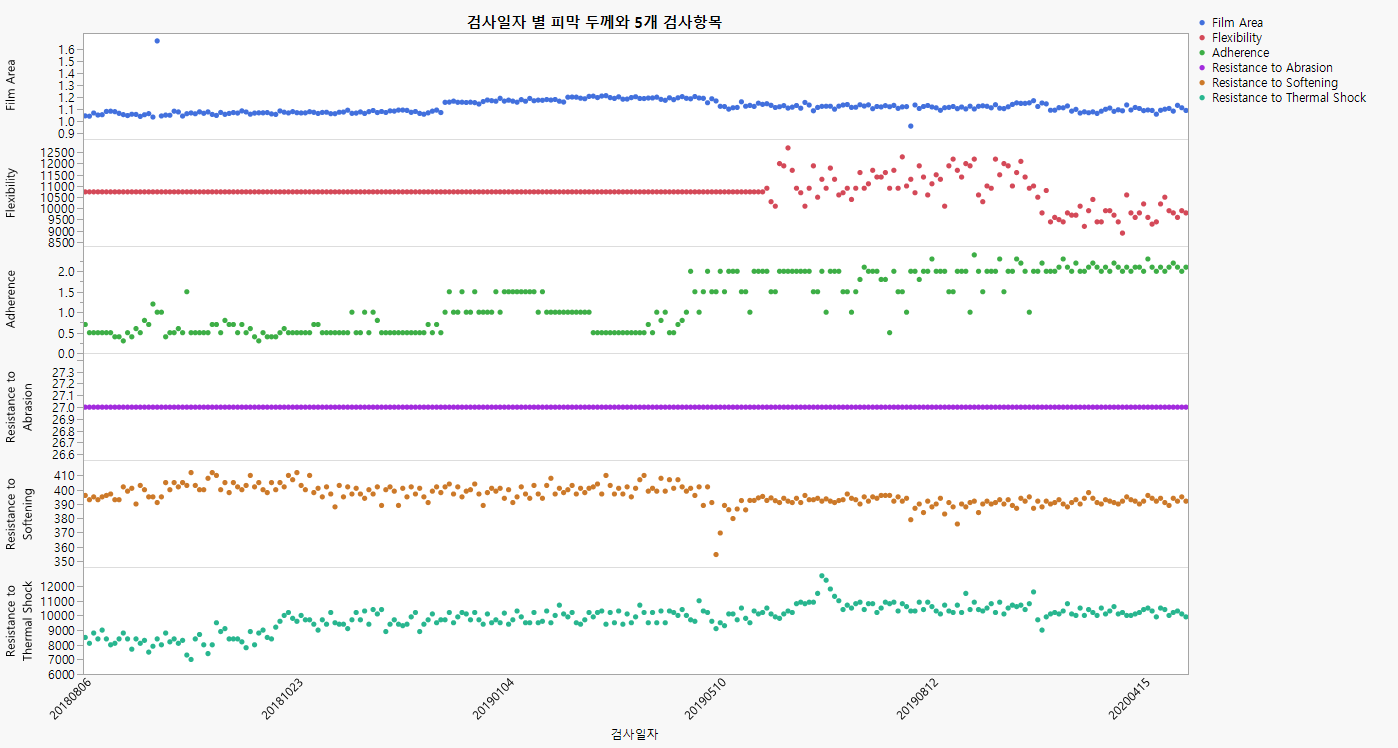 검사일자 별 피막 두께와 5개 검사항목
Film Area
Flexibility
Adherence
Resistance to Abrasion
Resistance to Softening
Resistance to Thermal Shock
Film Area
1.6
1.5
1.4
1.3
1.2
1.1
1.0
0.9
Flexibility
12500
12000
11500
11000
10500
10000
9500
9000
8500
Adherence
2.0
1.5
1.0
0.5
0.0
Resistance to
Abrasion
27.3
27.2
27.1
27.0
26.9
26.8
26.7
26.6
Resistance to
Softening
410
400
390
380
370
360
350
Resistance to
Thermal Shock
12000
11000
10000
9000
8000
7000
6000
20180806
20181023
20190104
20190510
20190812
20200415
검사일자